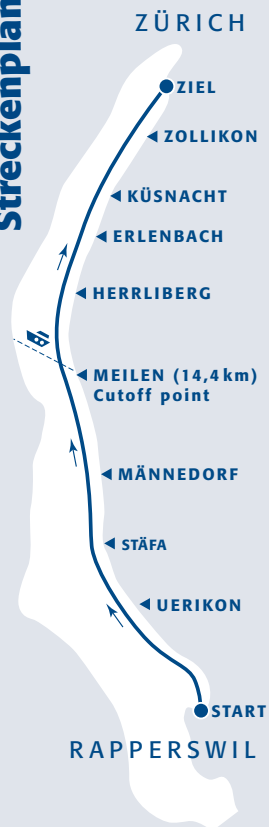 Streckenplan
ZÜRICH
ZIEL
ZOLLIKON
KÜSNACHT
ERLENBACH
HERRLIBERG
MEILEN (14,4 km)
Cutoff point
MÄNNEDORF
STÄFA
UERIKON
START
RAPPERSWIL